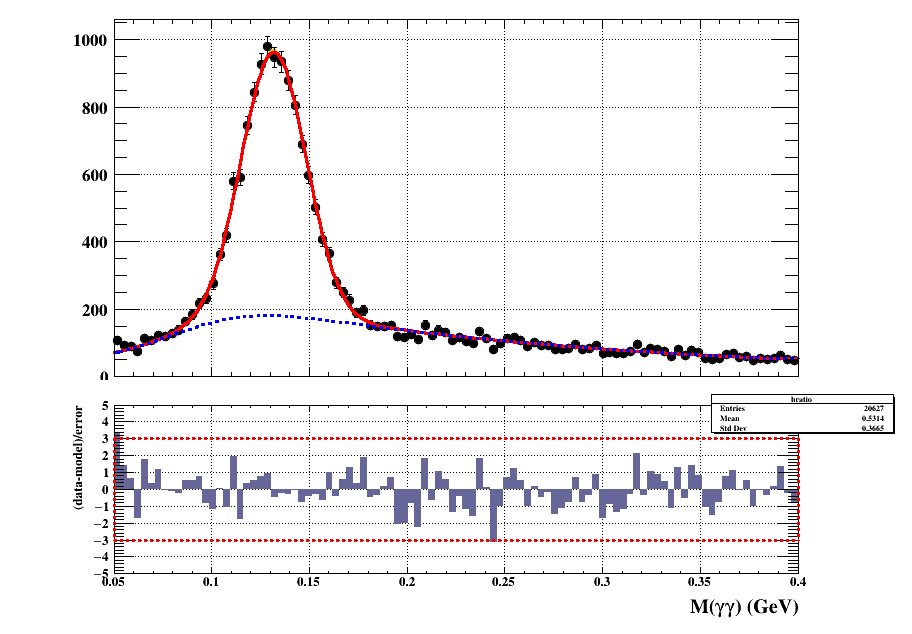 1000
800
600
400
200
0
(data-model)/error
5
4
3
2
1
0
−1
−2
−3
−4
−5
hratio
Entries 20627
Mean 0.5314
Std Dev 0.3665
0.05 0.1 0.15 0.2 0.25 0.3 0.35 0.4
M(γγ) (GeV)